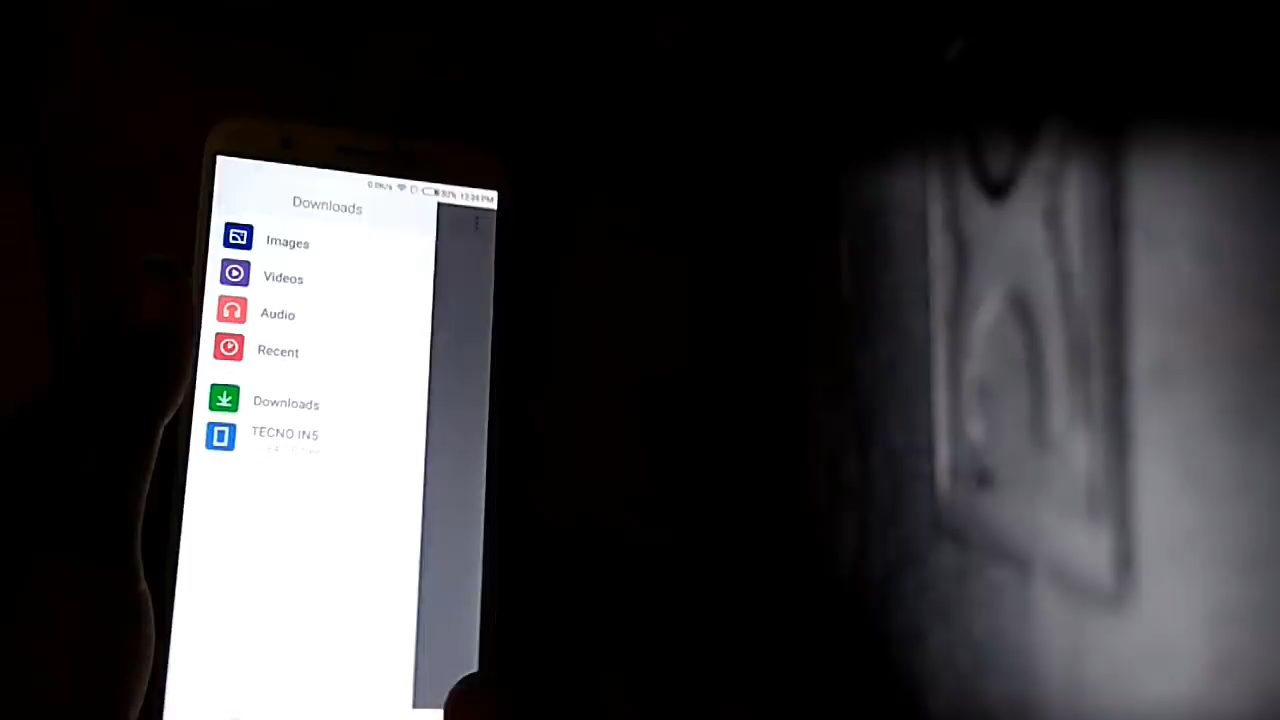 Downloads
Images
Videos
Audio
Recent
Downloads
TECNO IN5